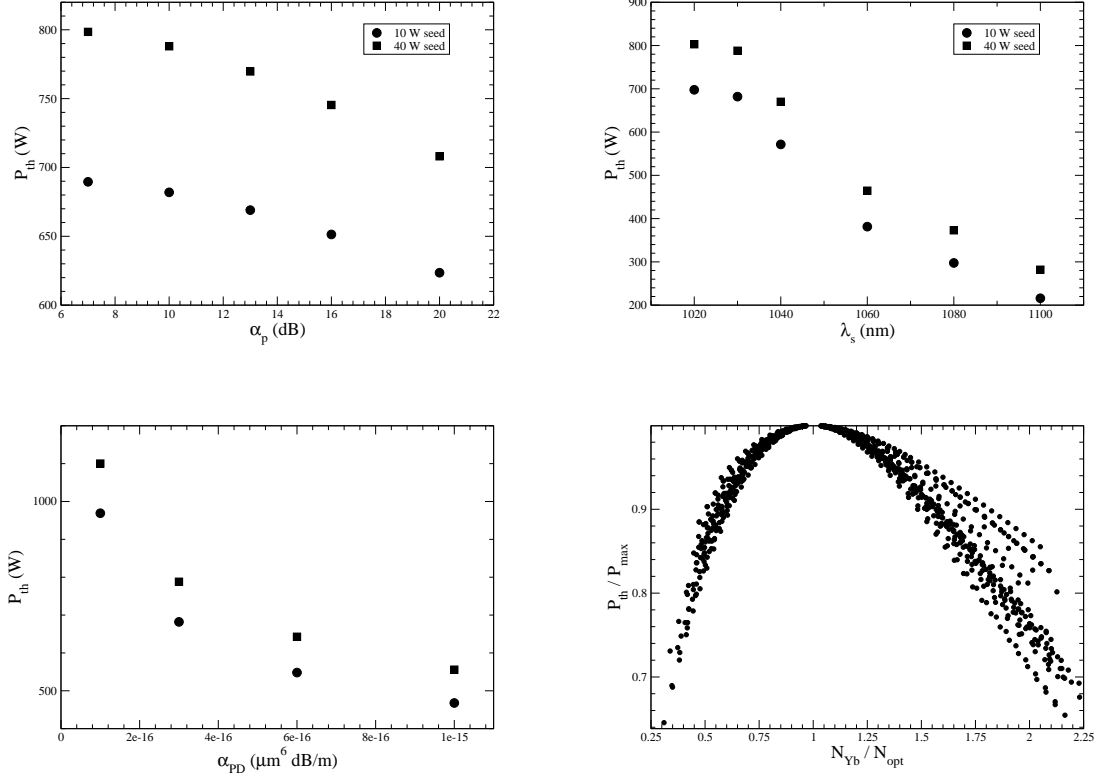 800
750
700
650
600
P_th (W)
6 8 10 12 14 16 18 20 22
α_p (dB)
10 W seed
40 W seed
900
800
700
600
500
400
300
200
P_th (W)
1020 1040 1060 1080 1100
λ_s (nm)
10 W seed
40 W seed
1000
500
P_th (W)
0 2e-16 4e-16 6e-16 8e-16 1e-15
α_PD (μm^6 dB/m)
0.9
0.8
0.7
P_th / P_max
0.25 0.5 0.75 1 1.25 1.5 1.75 2 2.25
N_Yb / N_opt